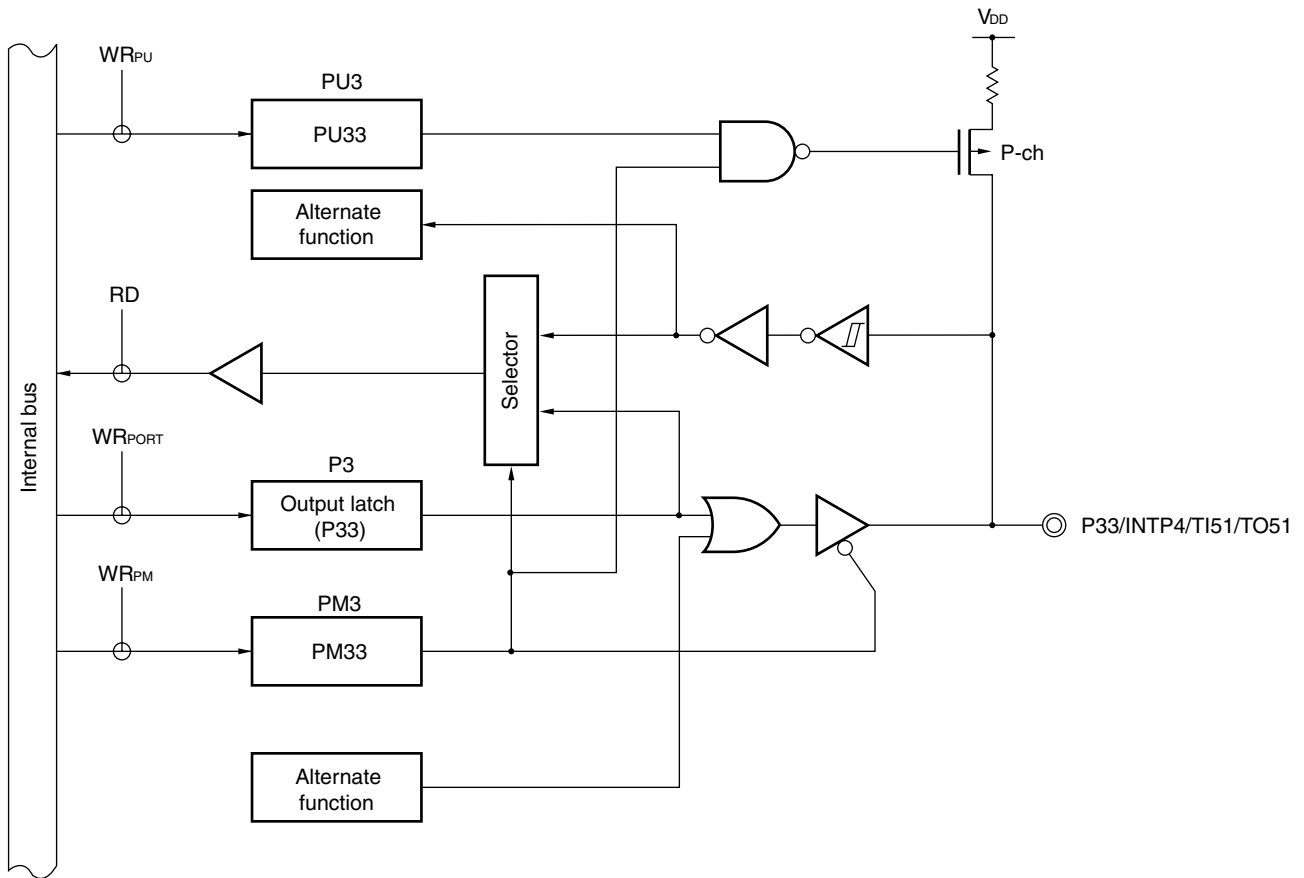 VDD
WRPU
PU3
PU33
P-ch
Alternate
function
RD
Selector
Internal bus
WRPORT
P3
Output latch
(P33)
P33/INTP4/TI51/TO51
WRPM
PM3
PM33
Alternate
function